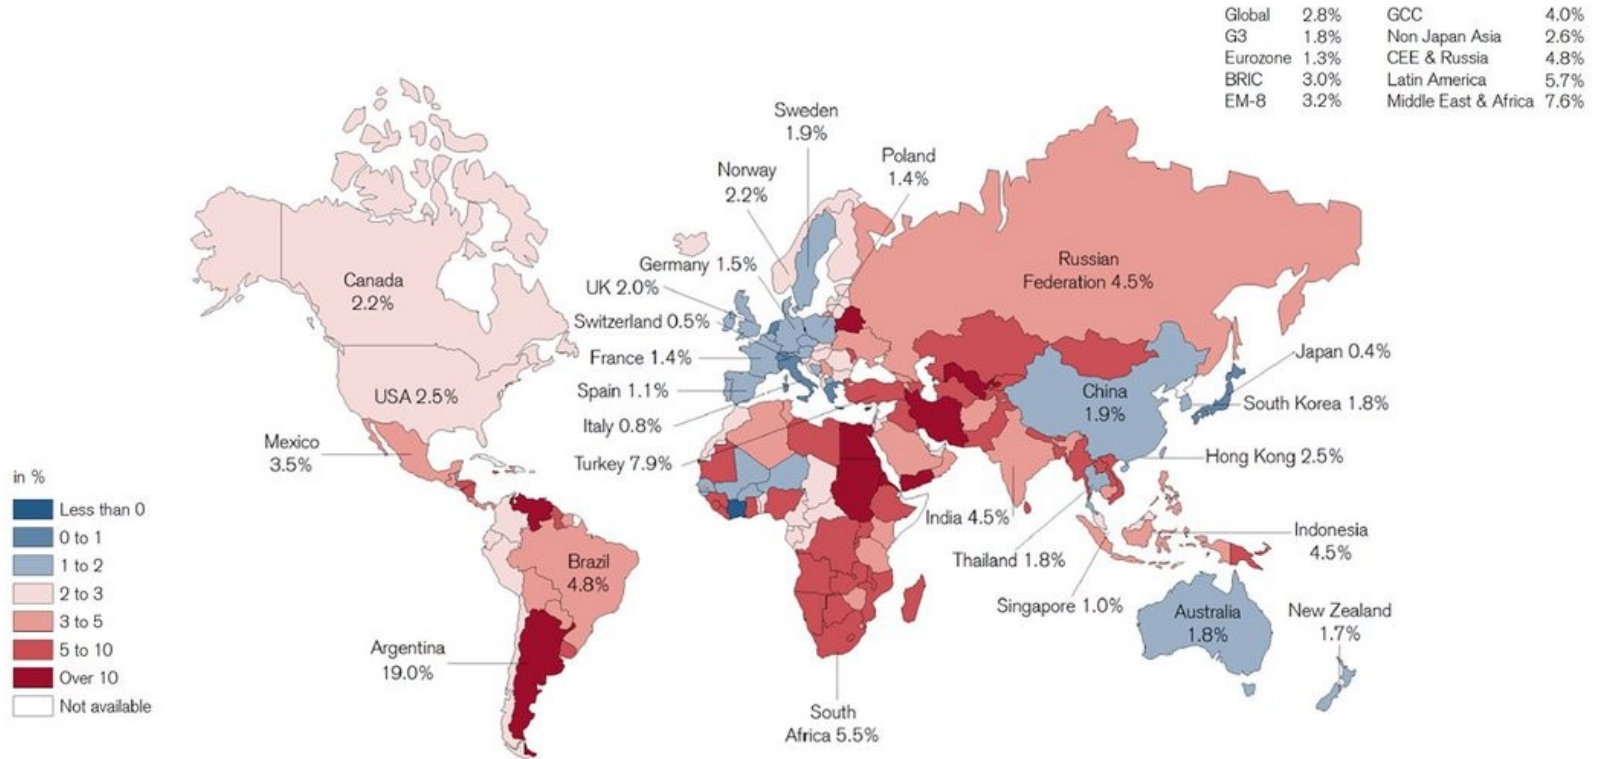 Global 2.8% GCC 4.0%
G3 1.8% Non Japan Asia 2.6%
Eurozone 1.3% CEE & Russia 4.8%
BRIC 3.0% Latin America 5.7%
EM-8 3.2% Middle East & Africa 7.6%
Sweden
1.9%
Norway
2.2%
Poland
1.4%
Germany 1.5%
UK 2.0%
Switzerland 0.5%
France 1.4%
Spain 1.1%
Italy 0.8%
Turkey 7.9%
Canada
2.2%
USA 2.5%
Mexico
3.5%
Russian
Federation 4.5%
Japan 0.4%
China
1.9%
South Korea 1.8%
Hong Kong 2.5%
India 4.5%
Indonesia
4.5%
Thailand 1.8%
Singapore 1.0%
Brazil
4.8%
Argentina
19.0%
South
Africa 5.5%
Australia
1.8%
New Zealand
1.7%
in %
Less than 0
0 to 1
1 to 2
2 to 3
3 to 5
5 to 10
Over 10
Not available